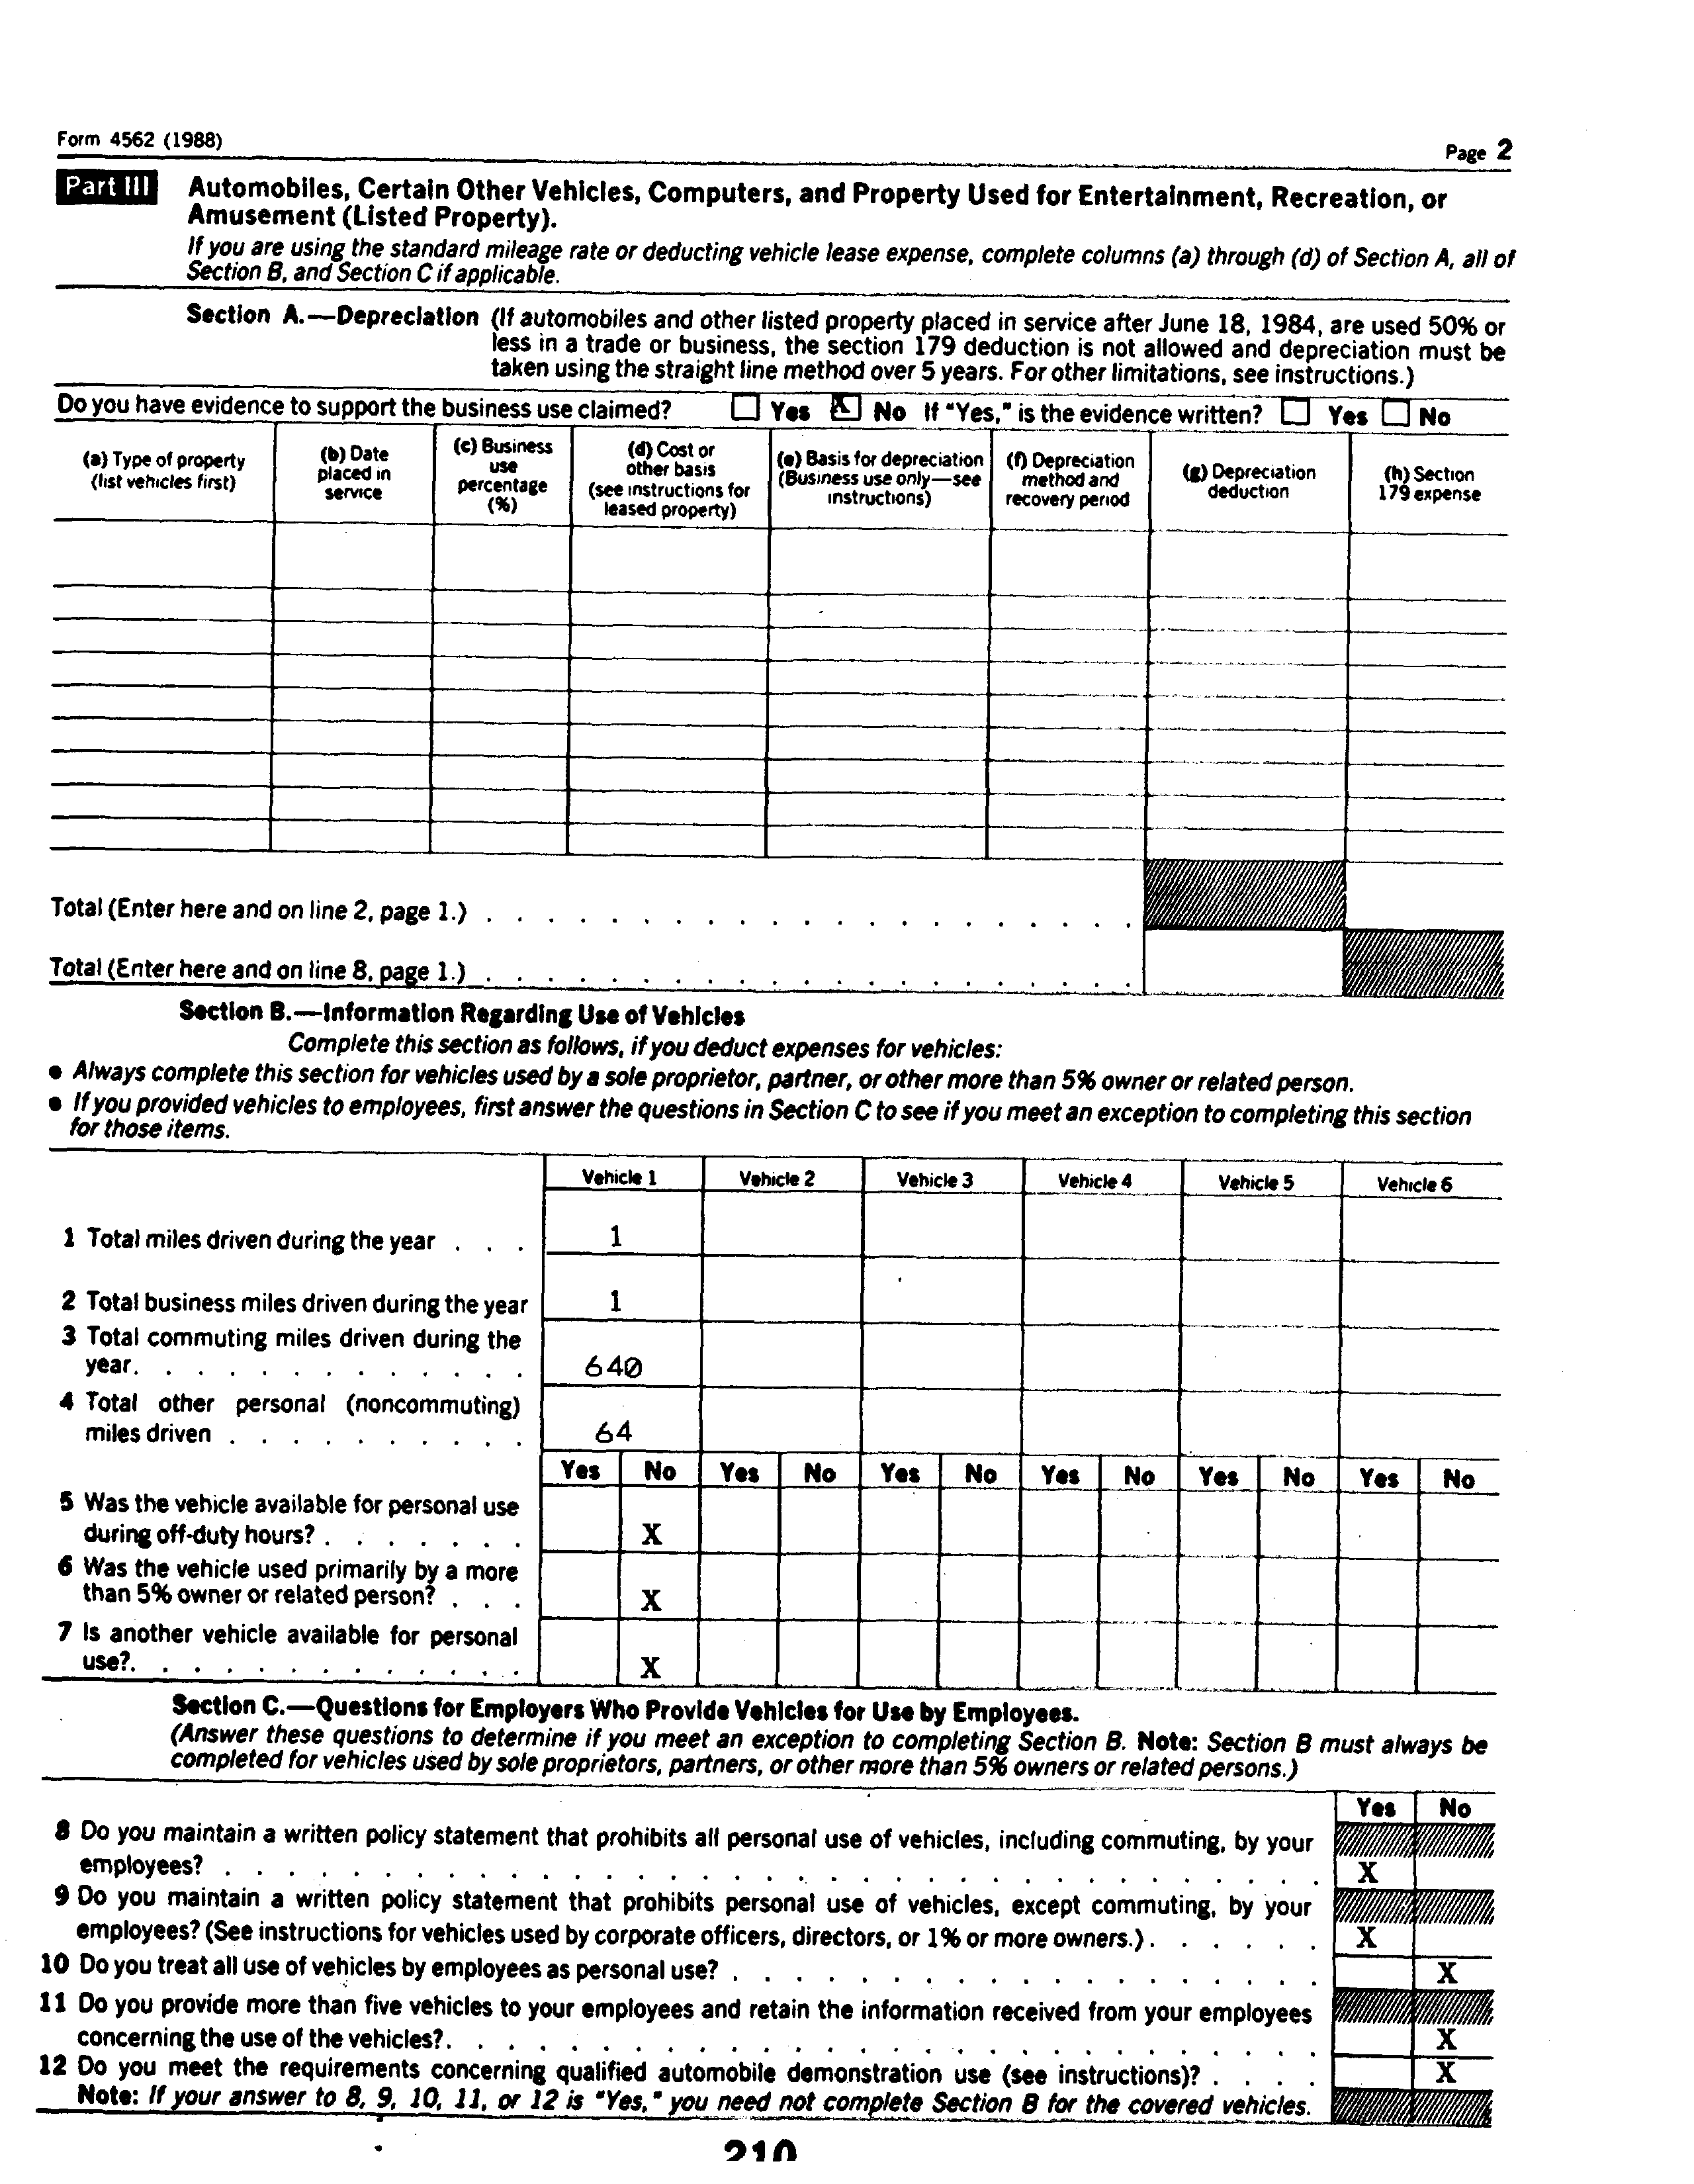 Form 4562 (1988)
Page 2
Part III Automobiles, Certain Other Vehicles, Computers, and Property Used for Entertainment, Recreation, or
Amusement (Listed Property).
If you are using the standard mileage rate or deducting vehicle lease expense, complete columns (a) through (d) of Section A, all of
Section B, and Section C if applicable.
Section A.—Depreciation (If automobiles and other listed property placed in service after June 18, 1984, are used 50% or
less in a trade or business, the section 179 deduction is not allowed and depreciation must be
taken using the straight line method over 5 years. For other limitations, see instructions.)
Do you have evidence to support the business use claimed? Yes X No If "Yes," is the evidence written? Yes No
(a) Type of property
(list vehicles first)
(b) Date
placed in
service
(c) Business
use
percentage
(%)
(d) Cost or
other basis
(see instructions for
leased property)
(e) Basis for depreciation
(Business use only—see
instructions)
(f) Depreciation
method and
recovery period
(g) Depreciation
deduction
(h) Section
179 expense
Total (Enter here and on line 2, page 1.) . . . . . . . . . . . . . . . . . . . . .
Total (Enter here and on line 8, page 1.) . . . . . . . . . . . . . . . . . . . . .
Section B.—Information Regarding Use of Vehicles
Complete this section as follows, if you deduct expenses for vehicles:
● Always complete this section for vehicles used by a sole proprietor, partner, or other more than 5% owner or related person.
● If you provided vehicles to employees, first answer the questions in Section C to see if you meet an exception to completing this section
for those items.
Vehicle 1 Vehicle 2 Vehicle 3 Vehicle 4 Vehicle 5 Vehicle 6
1 Total miles driven during the year . . . 1
2 Total business miles driven during the year 1
3 Total commuting miles driven during the
year. . . . . . . . . . . . . 640
4 Total other personal (noncommuting)
miles driven . . . . . . . . . . 64
Yes No Yes No Yes No Yes No Yes No Yes No
5 Was the vehicle available for personal use
during off-duty hours? . . . . . . . X
6 Was the vehicle used primarily by a more
than 5% owner or related person? . . . X
7 Is another vehicle available for personal
use?. . . . . . . . . . . . . X
Section C.—Questions for Employers Who Provide Vehicles for Use by Employees.
(Answer these questions to determine if you meet an exception to completing Section B. Note: Section B must always be
completed for vehicles used by sole proprietors, partners, or other more than 5% owners or related persons.)
Yes No
8 Do you maintain a written policy statement that prohibits all personal use of vehicles, including commuting, by your
employees? . . . . . . . . . . . . . . . . . . . . . . . . . . . . . . . . . . . X
9 Do you maintain a written policy statement that prohibits personal use of vehicles, except commuting, by your
employees? (See instructions for vehicles used by corporate officers, directors, or 1% or more owners.) . . . . . . X
10 Do you treat all use of vehicles by employees as personal use? . . . . . . . . . . . . . . . . . . . X
11 Do you provide more than five vehicles to your employees and retain the information received from your employees
concerning the use of the vehicles?. . . . . . . . . . . . . . . . . . . . . . . . . . . . X
12 Do you meet the requirements concerning qualified automobile demonstration use (see instructions)? . . . . X
Note: If your answer to 8, 9, 10, 11, or 12 is "Yes," you need not complete Section B for the covered vehicles.
210